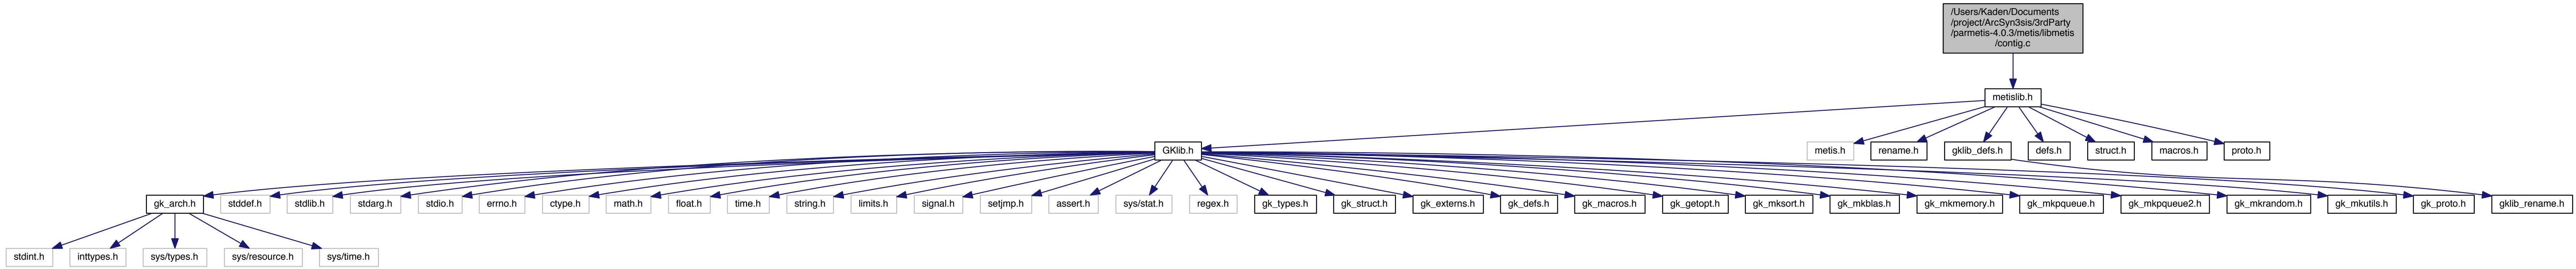 /Users/Kaden/Documents
/project/ArcSyn3sis/3rdParty
/parmetis-4.0.3/metis/libmetis
/contig.c
metislib.h
GKlib.h
metis.h
rename.h
gklib_defs.h
defs.h
struct.h
macros.h
proto.h
gk_arch.h
stddef.h
stdlib.h
stdarg.h
stdio.h
errno.h
ctype.h
math.h
float.h
time.h
string.h
limits.h
signal.h
setjmp.h
assert.h
sys/stat.h
regex.h
gk_types.h
gk_struct.h
gk_externs.h
gk_defs.h
gk_macros.h
gk_getopt.h
gk_mksort.h
gk_mkblas.h
gk_mkmemory.h
gk_mkpqueue.h
gk_mkpqueue2.h
gk_mkrandom.h
gk_mkutils.h
gk_proto.h
gklib_rename.h
stdint.h
inttypes.h
sys/types.h
sys/resource.h
sys/time.h